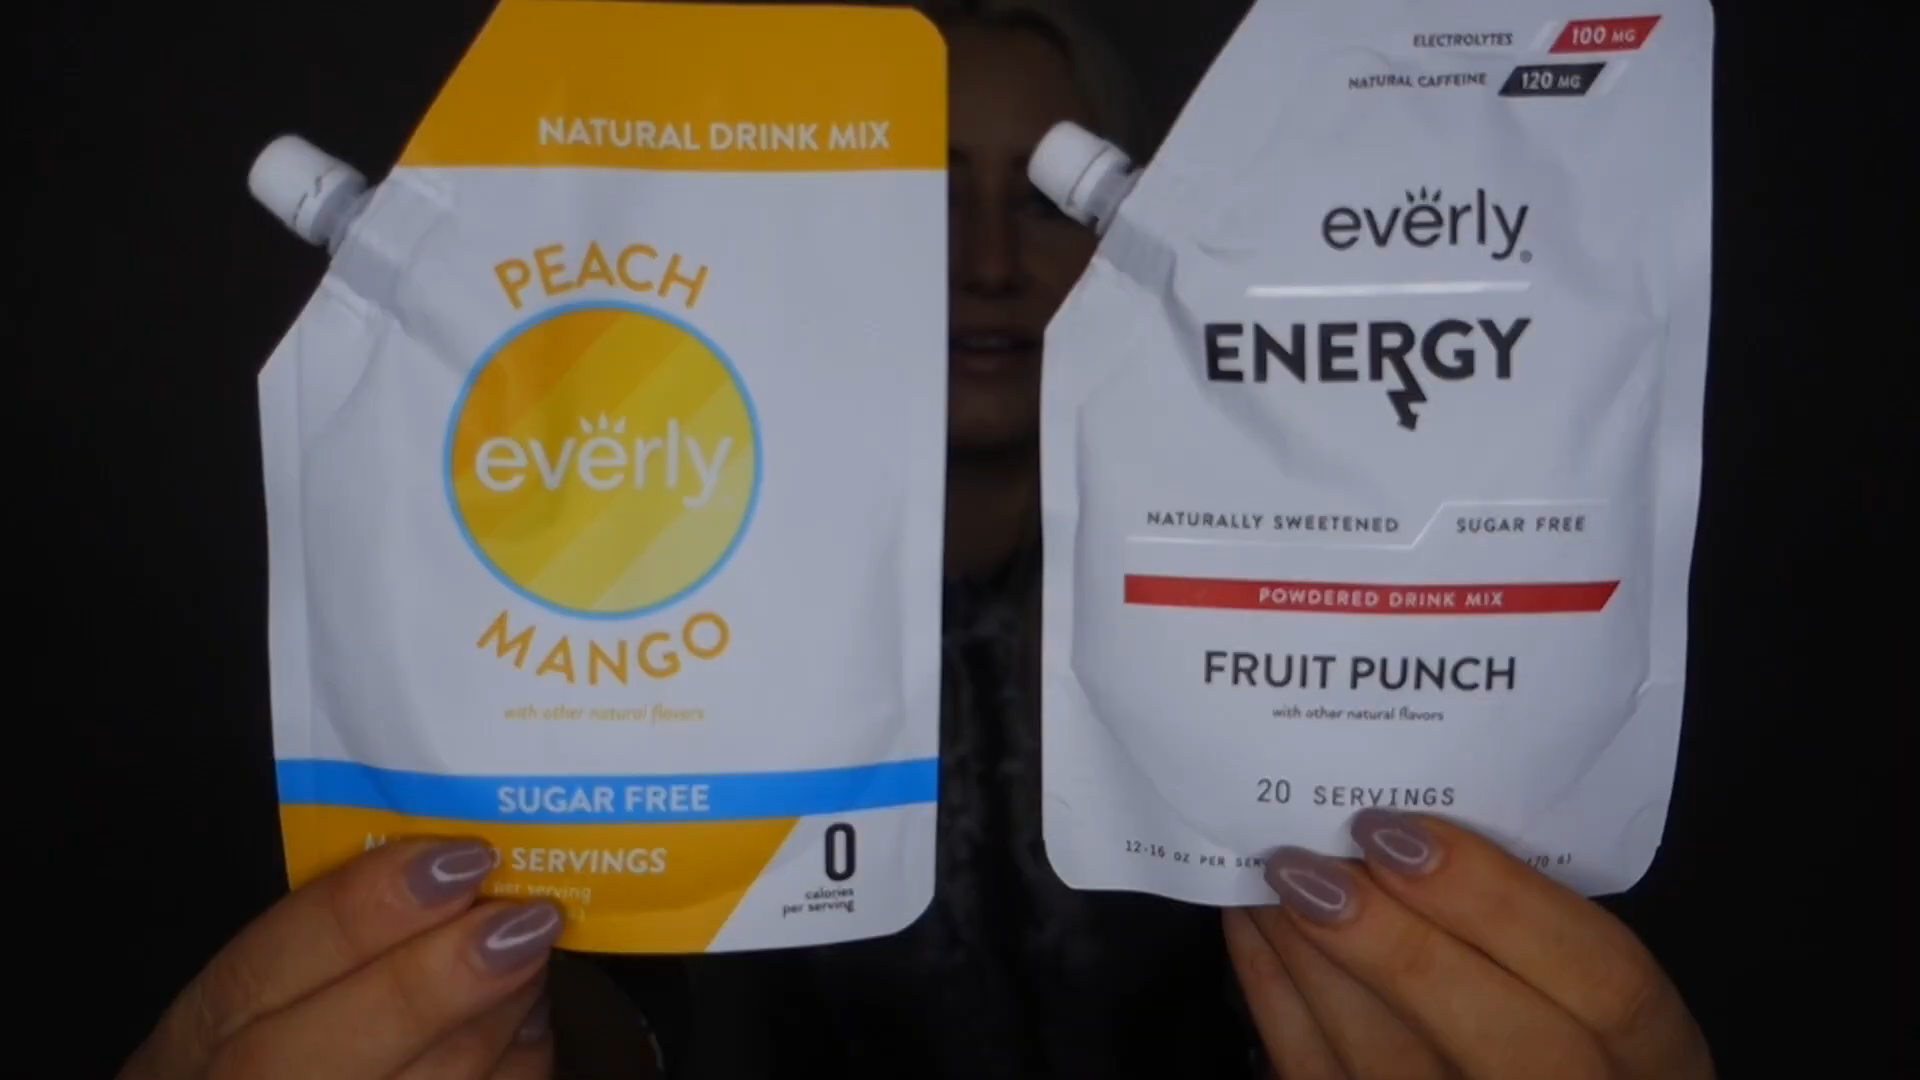 NATURAL DRINK MIX
PEACH
everly
MANGO
with other natural flavors
SUGAR FREE
SERVINGS
per serving
0
calories
per serving
ELECTROLYTES 100 MG
NATURAL CAFFEINE 120 MG
everly®
ENERGY
NATURALLY SWEETENED SUGAR FREE
POWDERED DRINK MIX
FRUIT PUNCH
with other natural flavors
20 SERVINGS
12-16 OZ PER